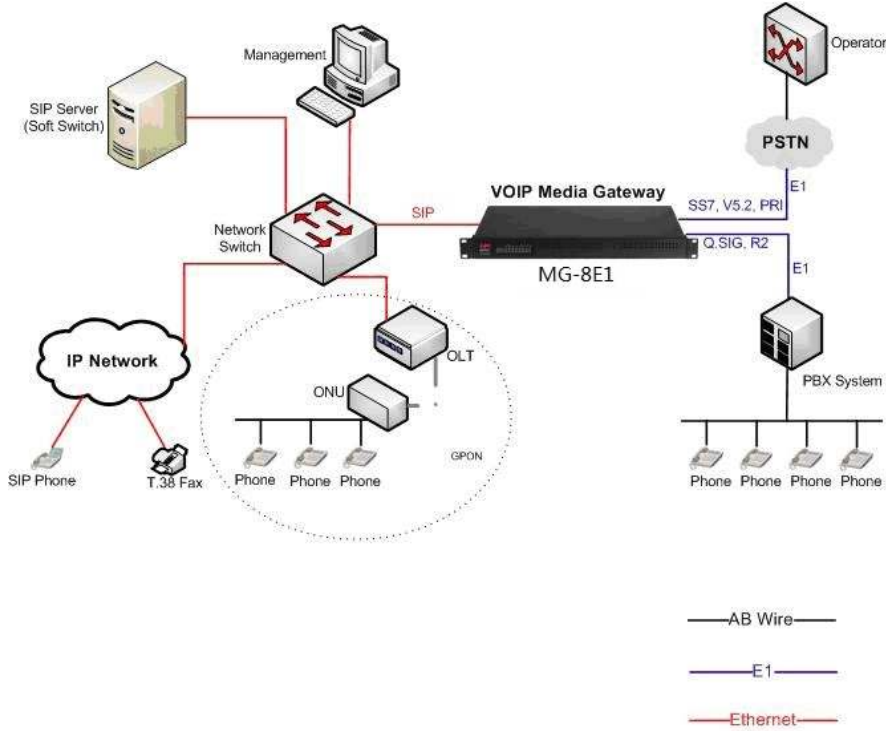 Management
Operator
SIP Server
(Soft Switch)
PSTN
E1
VOIP Media Gateway
SS7, V5.2, PRI
SIP
Network
Switch
Q.SIG, R2
MG-8E1
E1
IP Network
OLT
ONU
PBX System
GPON
SIP Phone
T.38 Fax
Phone
Phone
Phone
Phone
Phone
Phone
Phone
AB Wire
E1
Ethernet